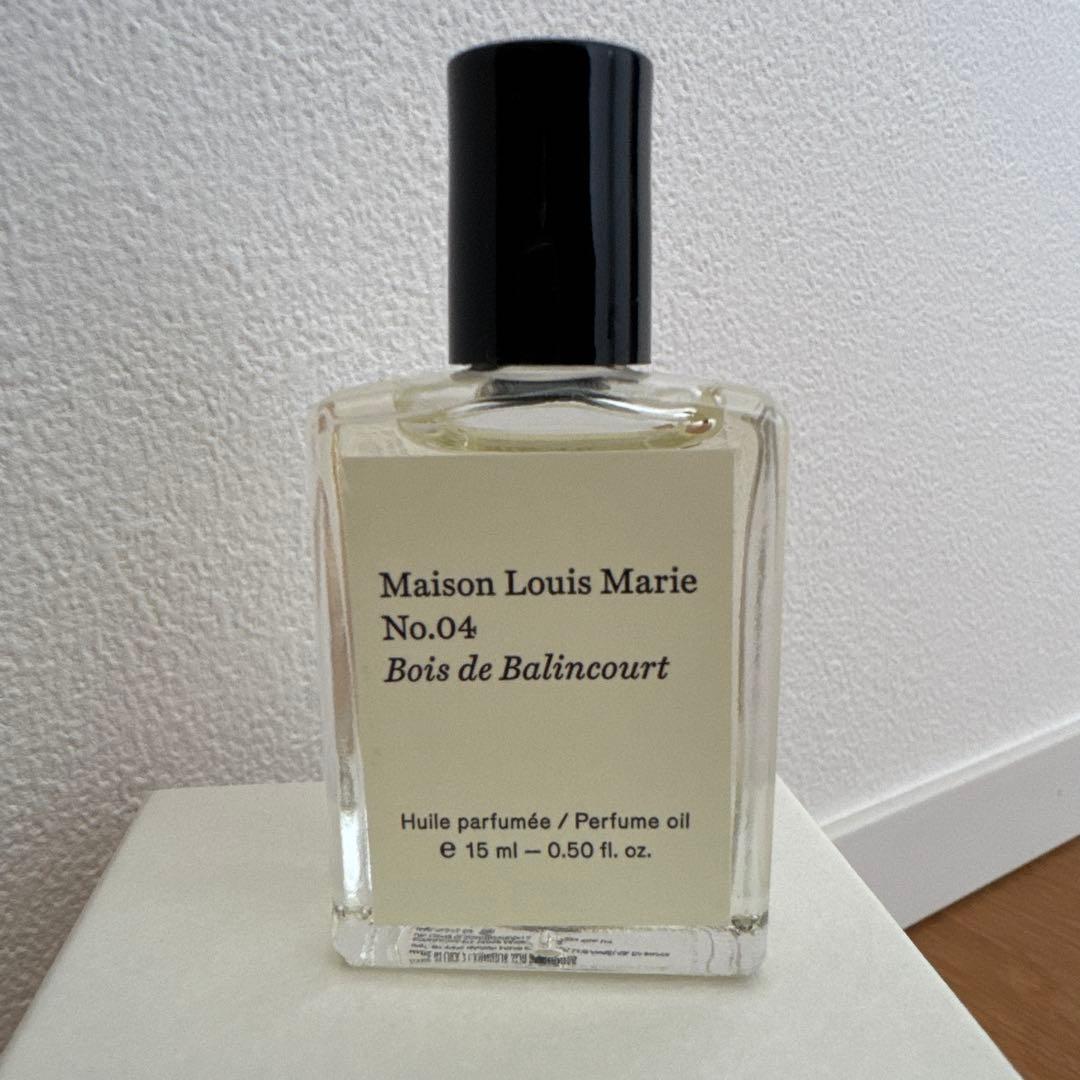 Maison Louis Marie
No.04
Bois de Balincourt
Huile parfumée / Perfume oil
℮ 15 ml – 0.50 fl. oz.